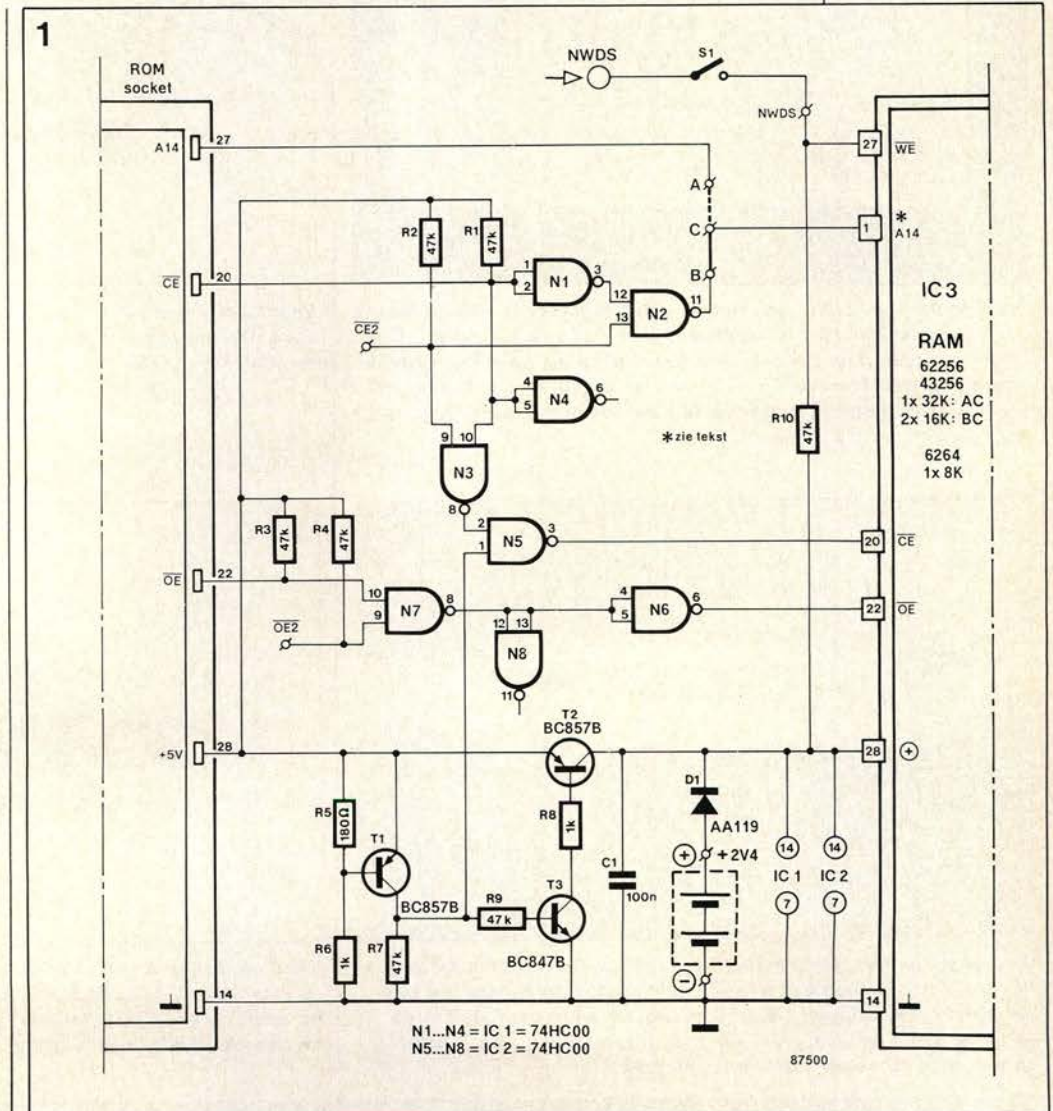 1
ROM
socket
NWDS
S1
NWDS
A14
27
27
WE
A
*
1
A14
C
R2
47k
R1
47k
B
CE
20
1
2
N1
3
12
13
N2
11
IC3
CE2
RAM
62256
43256
1x 32K: AC
2x 16K: BC
6264
1x 8K
4
5
N4
6
R10
47k
9
10
*zie tekst
N3
8
2
1
N5
3
20
CE
R3
47k
R4
47k
OE
22
10
9
N7
8
4
5
N6
6
22
OE
OE2
12
13
N8
11
T2
BC857B
+5V
28
28
+
R5
180Ω
R8
1k
D1
AA119
T1
BC857B
+
+2V4
14
14
C1
100n
IC 1
IC 2
T3
R9
47k
7
7
R6
1k
R7
47k
BC847B
−
14
14
N1...N4 = IC 1 = 74HC00
N5...N8 = IC 2 = 74HC00
87500